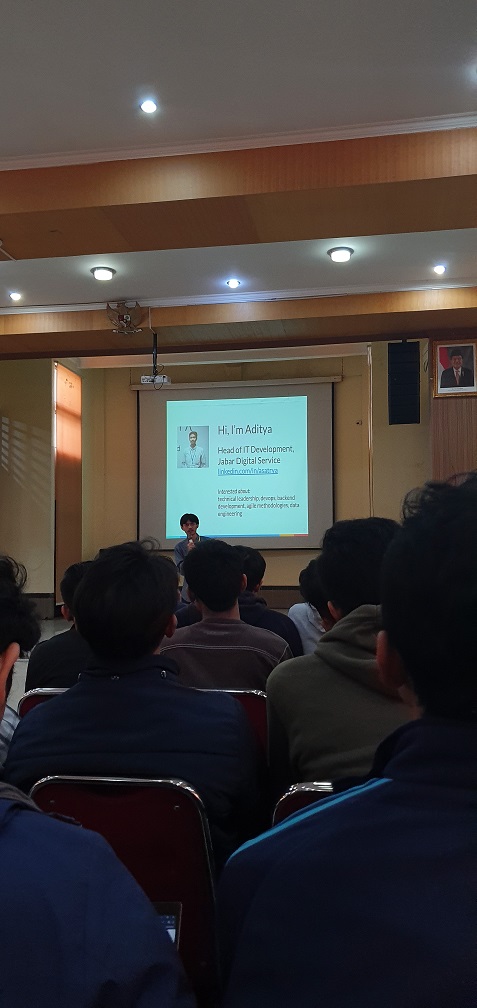 Hi, I'm Aditya
Head of IT Development,
Jabar Digital Service
linkedin.com/in/asatrya
Interested about:
technical leadership, devops, backend
development, agile methodologies, data
engineering